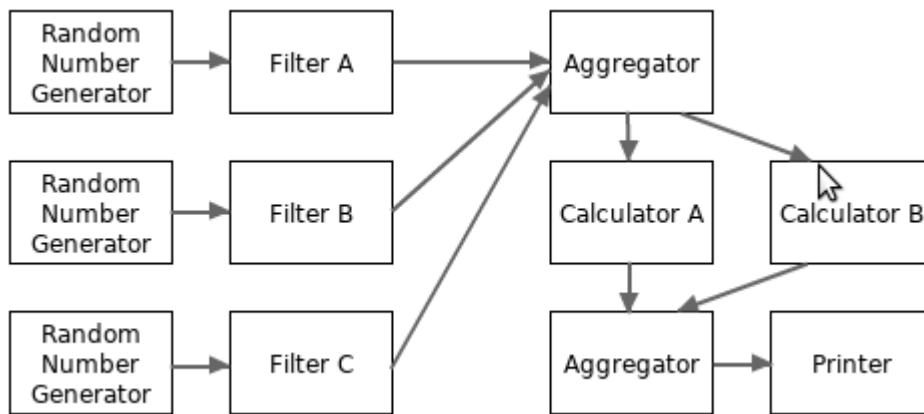 Random
Number
Generator
Filter A
Aggregator
Random
Number
Generator
Filter B
Calculator A
Calculator B
Random
Number
Generator
Filter C
Aggregator
Printer